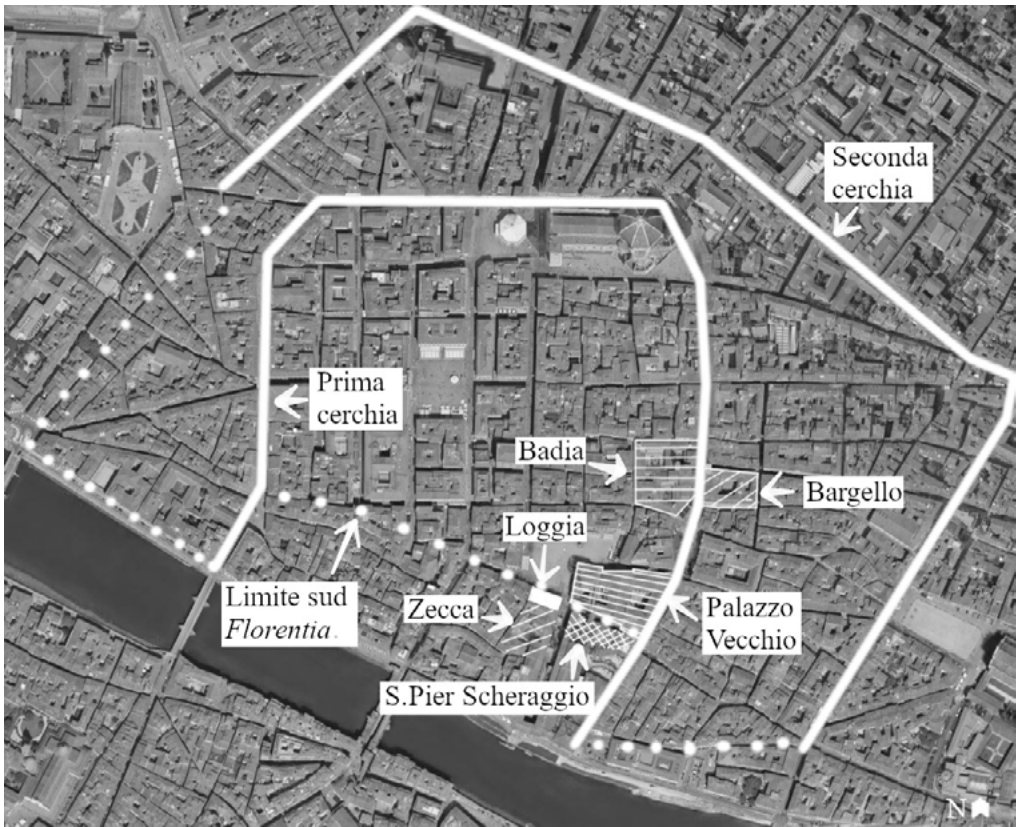 Seconda
cerchia
Prima
cerchia
Badia
Bargello
Loggia
Limite sud
Florentia.
Zecca
Palazzo
Vecchio
S.Pier Scheraggio
N